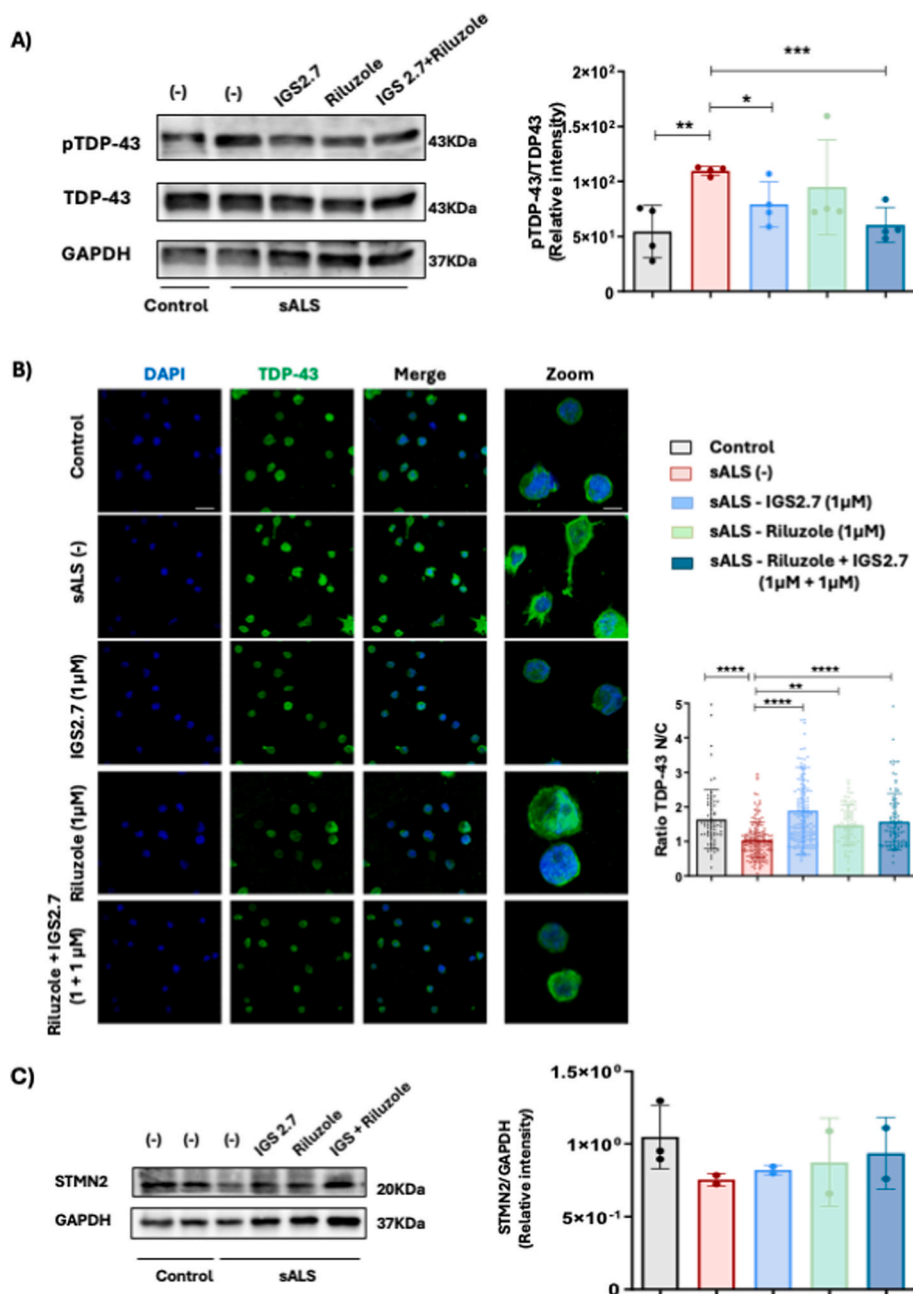 A)
(-)
(-)
IGS2.7
Riluzole
IGS 2.7+Riluzole
pTDP-43
43KDa
TDP-43
43KDa
GAPDH
37KDa
Control
sALS
pTDP-43/TDP43
(Relative intensity)
2×10²
1.5×10²
1×10²
5×10¹
0
**
*
***
B)
DAPI
TDP-43
Merge
Zoom
Control
sALS (-)
IGS2.7 (1μM)
Riluzole (1μM)
Riluzole + IGS2.7
(1 + 1 μM)
Control
sALS (-)
sALS - IGS2.7 (1μM)
sALS - Riluzole (1μM)
sALS - Riluzole + IGS2.7
(1μM + 1μM)
Ratio TDP-43 N/C
5
4
3
2
1
0
****
****
**
****
C)
(-)
(-)
(-)
IGS 2.7
Riluzole
IGS + Riluzole
STMN2
20KDa
GAPDH
37KDa
Control
sALS
STMN2/GAPDH
(Relative intensity)
1.5×10⁰
1×10⁰
5×10⁻¹
0